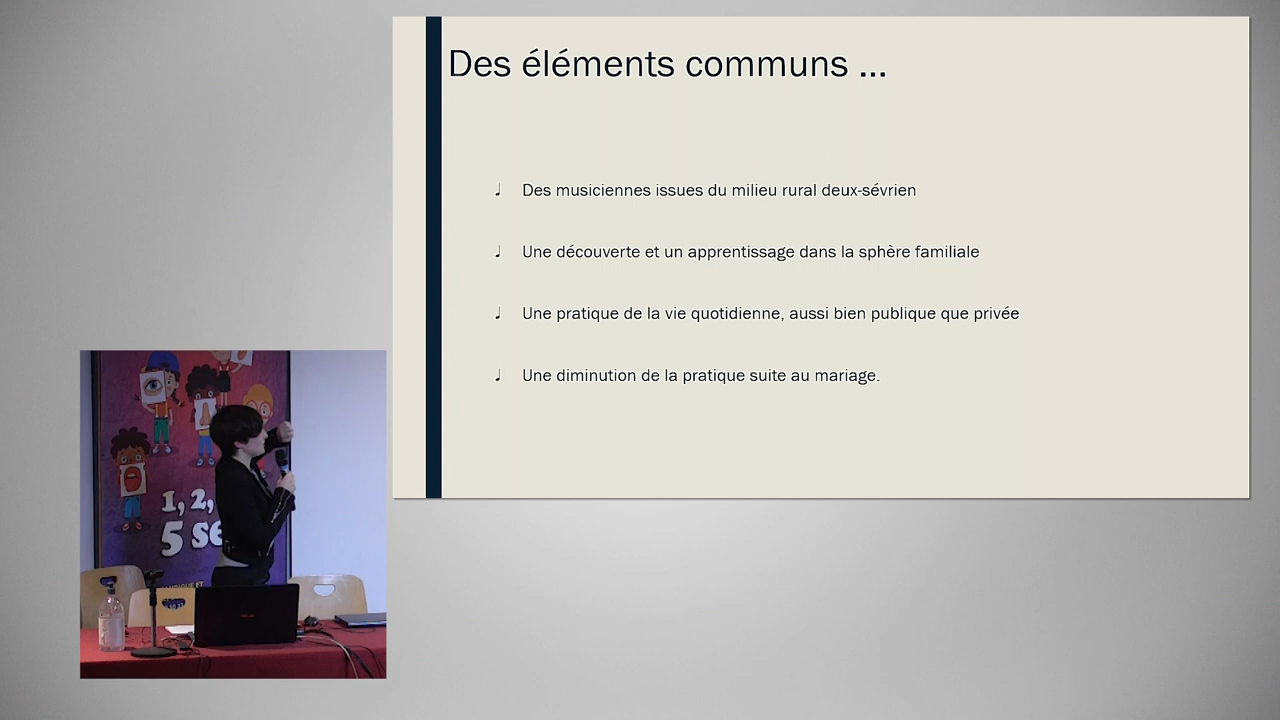 Des éléments communs ...
♩ Des musiciennes issues du milieu rural deux-sévrien
♩ Une découverte et un apprentissage dans la sphère familiale
♩ Une pratique de la vie quotidienne, aussi bien publique que privée
♩ Une diminution de la pratique suite au mariage.
1, 2,
5 se